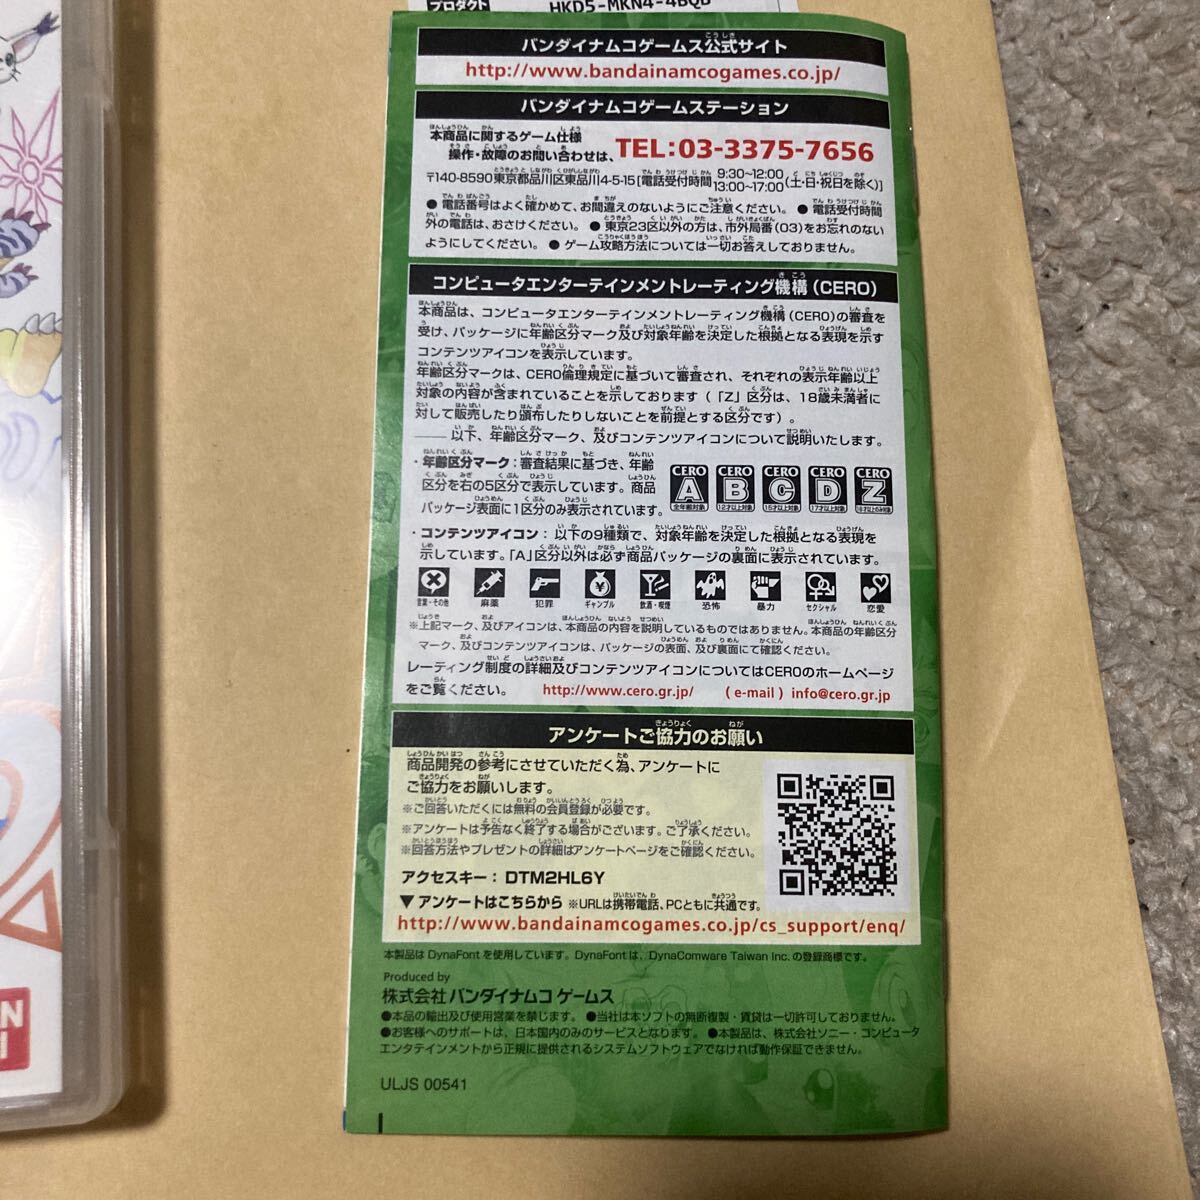 プロダクト
HKD5-MKN4-4BQB
バンダイナムコゲームス公式サイト
http://www.bandainamcogames.co.jp/
バンダイナムコゲームステーション
本商品に関するゲーム仕様
操作・故障のお問い合わせは、TEL:03-3375-7656
〒140-8590東京都品川区東品川4-5-15[電話受付時間 9:30~12:00 13:00~17:00(土・日・祝日を除く)]
●電話番号はよく確かめて、お間違えのないようにご注意ください。●電話受付時間
外の電話は、おさけください。●東京23区以外の方は、市外局番(03)をお忘れのない
ようにしてください。●ゲーム攻略方法については一切お答えしておりません。
コンピュータエンターテインメントレーティング機構(CERO)
本商品は、コンピュータエンターテインメントレーティング機構(CERO)の審査を
受け、パッケージに年齢区分マーク及び対象年齢を決定した根拠となる表現を示す
コンテンツアイコンを表示しています。
年齢区分マークは、CERO倫理規定に基づいて審査され、それぞれの表示年齢以上
対象の内容が含まれていることを示しております(「Z」区分は、18歳未満者に
対して販売したり頒布したりしないことを前提とする区分です)。
――以下、年齢区分マーク、及びコンテンツアイコンについて説明いたします。
・年齢区分マーク:審査結果に基づき、年齢
区分を右の5区分で表示しています。商品
パッケージ表面に1区分のみ表示されています。
CERO A 全年齢対象
CERO B 12才以上対象
CERO C 15才以上対象
CERO D 17才以上対象
CERO Z 18才以上のみ対象
・コンテンツアイコン:以下の9種類で、対象年齢を決定した根拠となる表現を
示しています。「A」区分以外は必ず商品パッケージの裏面に表示されています。
言葉・その他 麻薬 犯罪 ギャンブル 飲酒・喫煙 恐怖 暴力 セクシャル 恋愛
※上記マーク、及びアイコンは、本商品の内容を説明しているものではありません。本商品の年齢区分
マーク、及びコンテンツアイコンは、パッケージの表面、及び裏面にて確認ください。
レーティング制度の詳細及びコンテンツアイコンについてはCEROのホームページ
をご覧ください。 http://www.cero.gr.jp/ (e-mail) info@cero.gr.jp
アンケートご協力のお願い
商品開発の参考にさせていただく為、アンケートに
ご協力をお願いします。
※ご回答いただくには無料の会員登録が必要です。
※アンケートは予告なく終了する場合がございます。ご了承ください。
※回答方法やプレゼントの詳細はアンケートページをご確認ください。
アクセスキー: DTM2HL6Y
▼アンケートはこちらから ※URLは携帯電話、PCともに共通です。
http://www.bandainamcogames.co.jp/cs_support/enq/
本製品は DynaFont を使用しています。DynaFont は、DynaComware Taiwan Inc. の登録商標です。
Produced by
株式会社 バンダイナムコ ゲームス
●本品の輸出及び使用営業を禁じます。●当社は本ソフトの無断複製・賃貸は一切許可しておりません。
●お客様へのサポートは、日本国内のみのサービスとなります。●本製品は、株式会社ソニー・コンピュータ
エンタテインメントから正規に提供されるシステムソフトウェアでなければ動作保証できません。
ULJS 00541